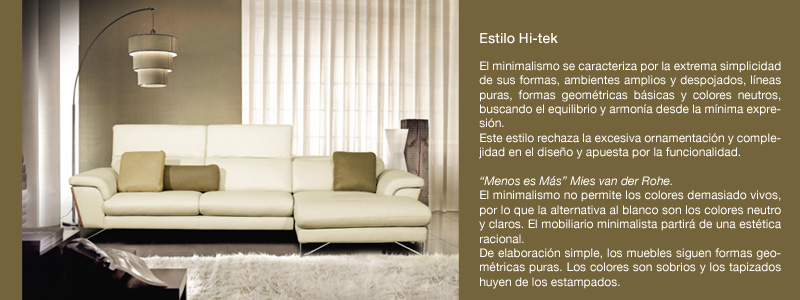 Estilo Hi-tek
El minimalismo se caracteriza por la extrema simplicidad
de sus formas, ambientes amplios y despojados, líneas
puras, formas geométricas básicas y colores neutros,
buscando el equilibrio y armonía desde la mínima expre-
sión.
Este estilo rechaza la excesiva ornamentación y comple-
jidad en el diseño y apuesta por la funcionalidad.
“Menos es Más” Mies van der Rohe.
El minimalismo no permite los colores demasiado vivos,
por lo que la alternativa al blanco son los colores neutro
y claros. El mobiliario minimalista partirá de una estética
racional.
De elaboración simple, los muebles siguen formas geo-
métricas puras. Los colores son sobrios y los tapizados
huyen de los estampados.